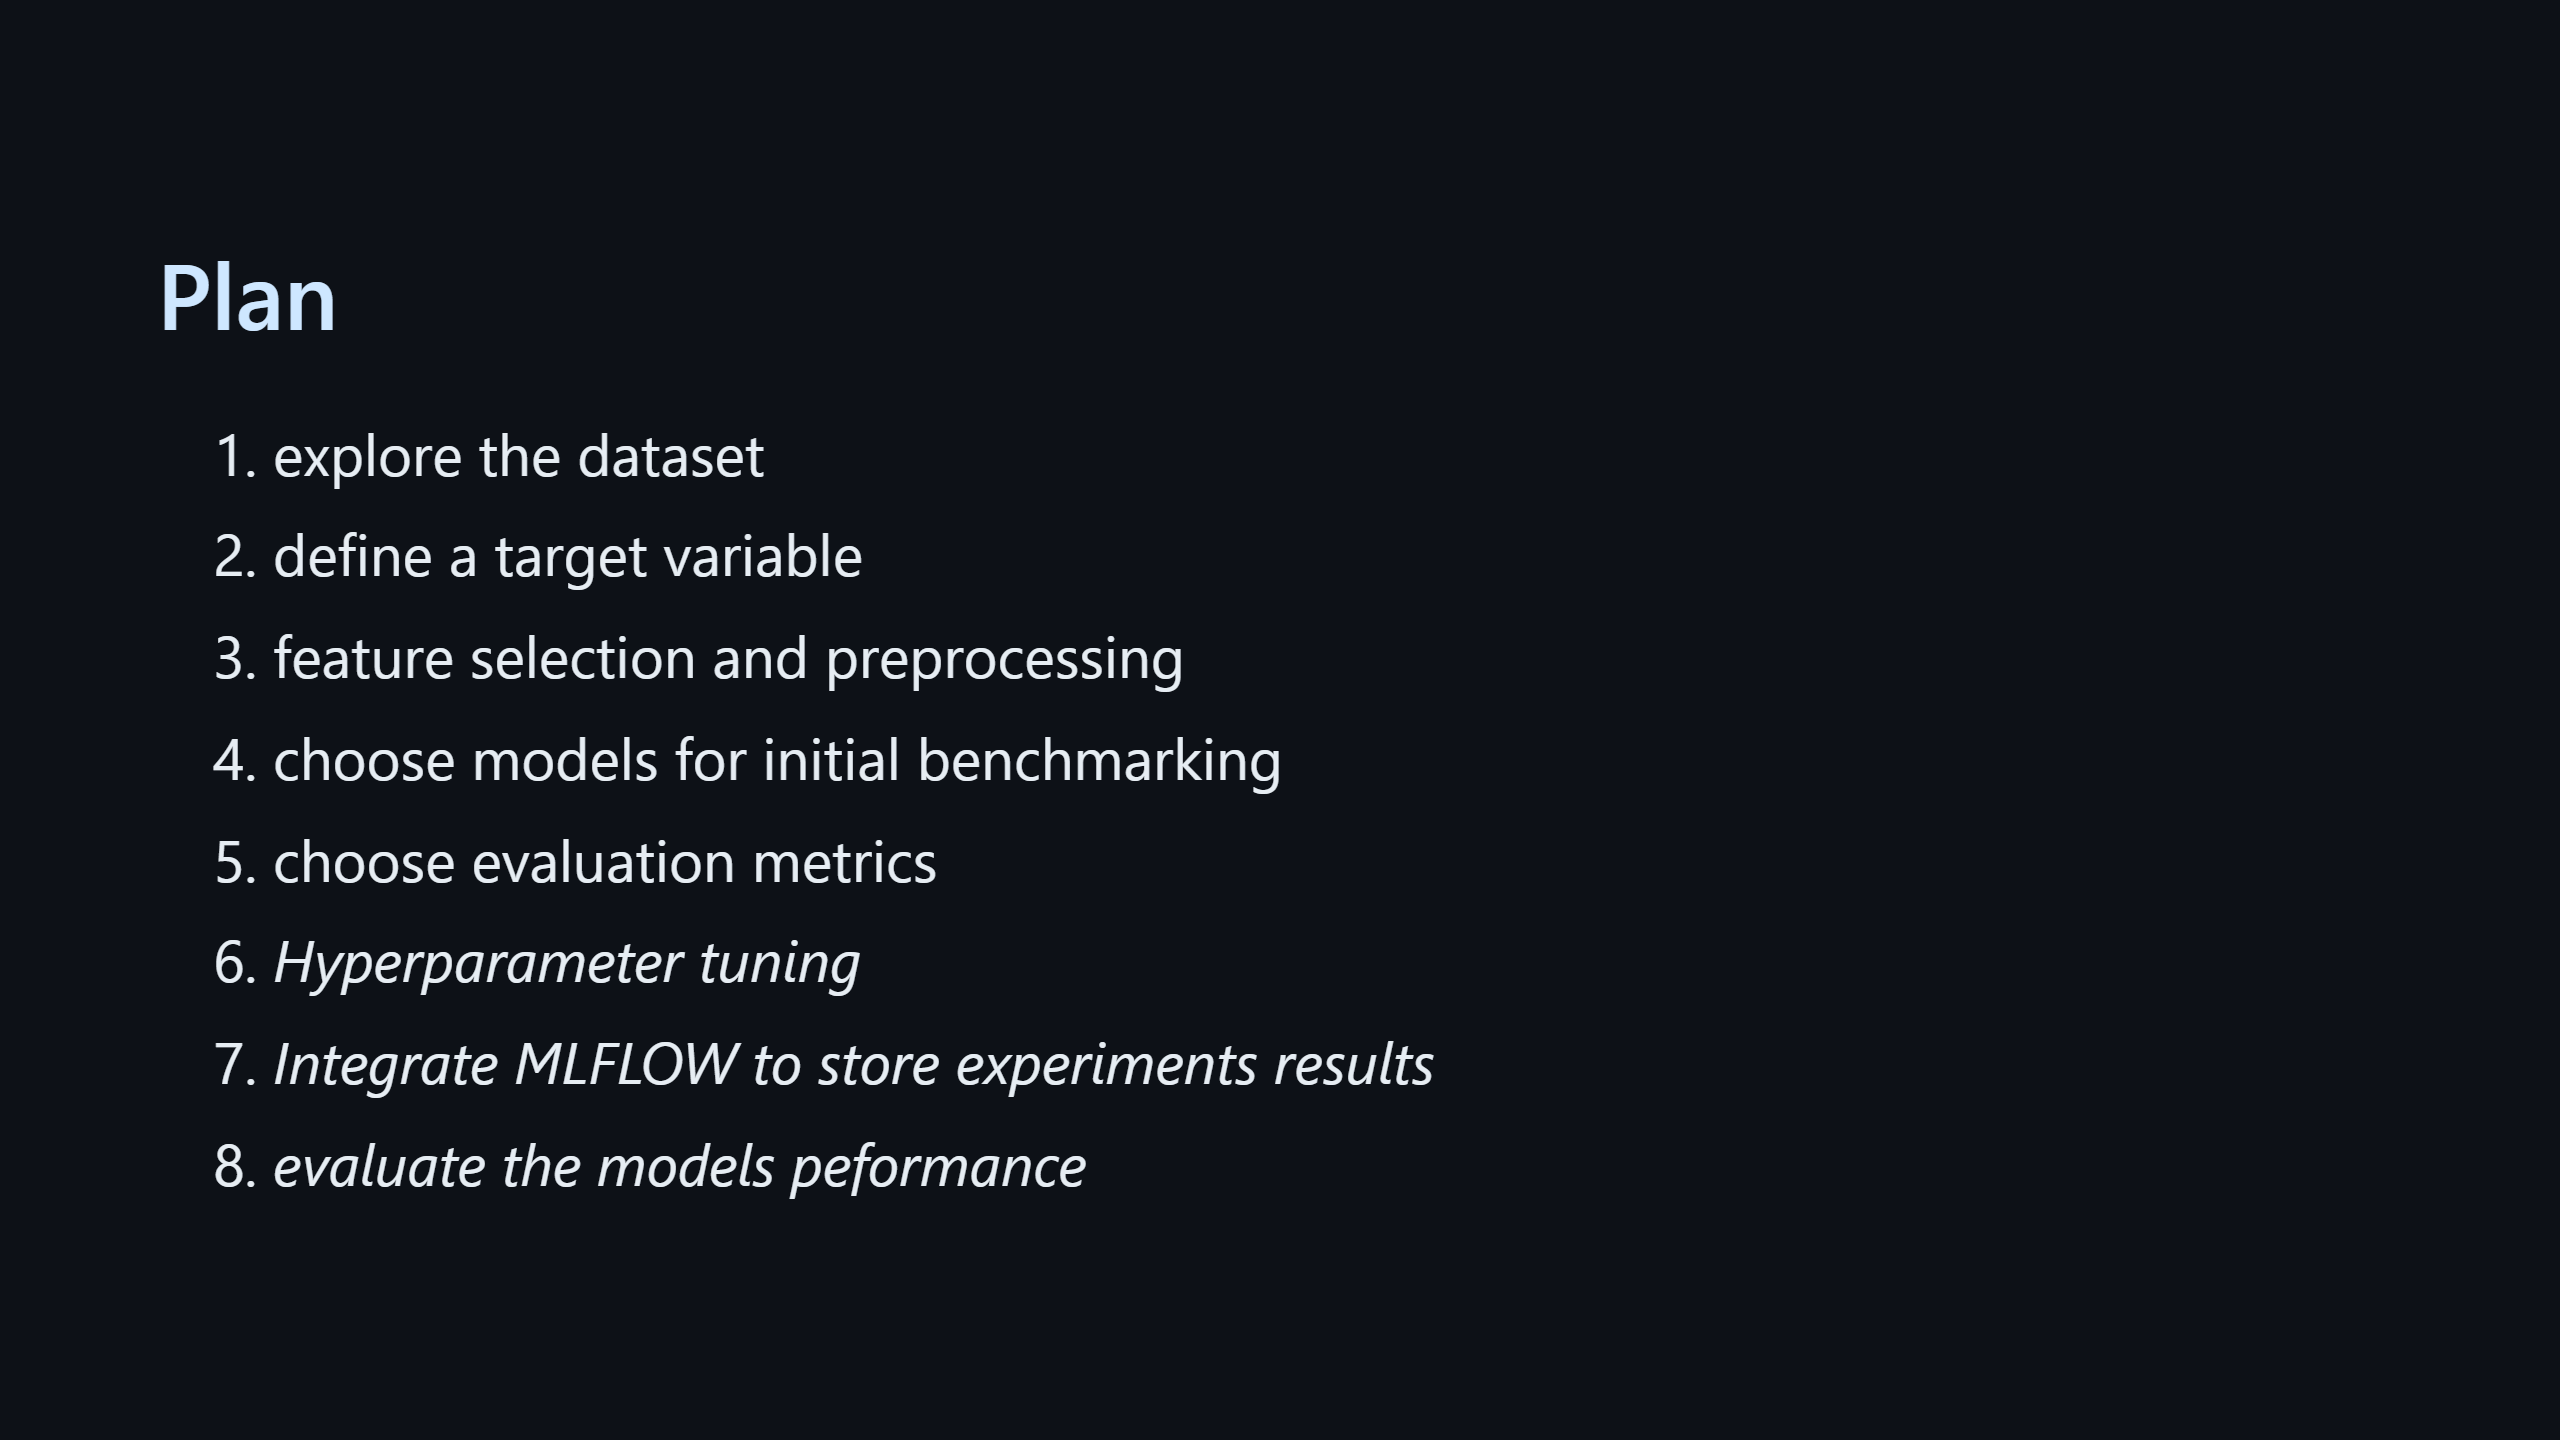 Plan
1. explore the dataset
2. define a target variable
3. feature selection and preprocessing
4. choose models for initial benchmarking
5. choose evaluation metrics
6. Hyperparameter tuning
7. Integrate MLFLOW to store experiments results
8. evaluate the models peformance